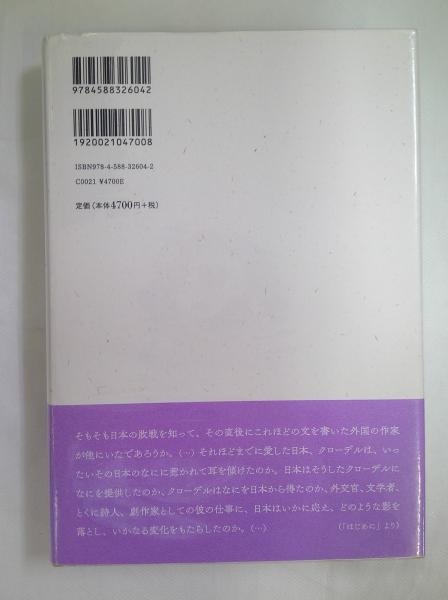 9784588326042
1920021047008
ISBN978-4-588-32604-2
C0021 ¥4700E
定価(本体4700円+税)
そもそも日本の敗戦を知って、その直後にこれほどの文を書いた外国の作家
が他にいたであろうか。(…)それほどまでに愛した日本、クローデルは、いっ
たいその日本のなにに惹かれて耳を傾けたのか。日本はそうしたクローデルに
なにを提供したのか、クローデルはなにを日本から得たのか、外交官、文学者、
とくに詩人、劇作家としての彼の仕事に、日本はいかに応え、どのような影を
落とし、いかなる変化をもたらしたのか。(…)
(「はじめに」より)